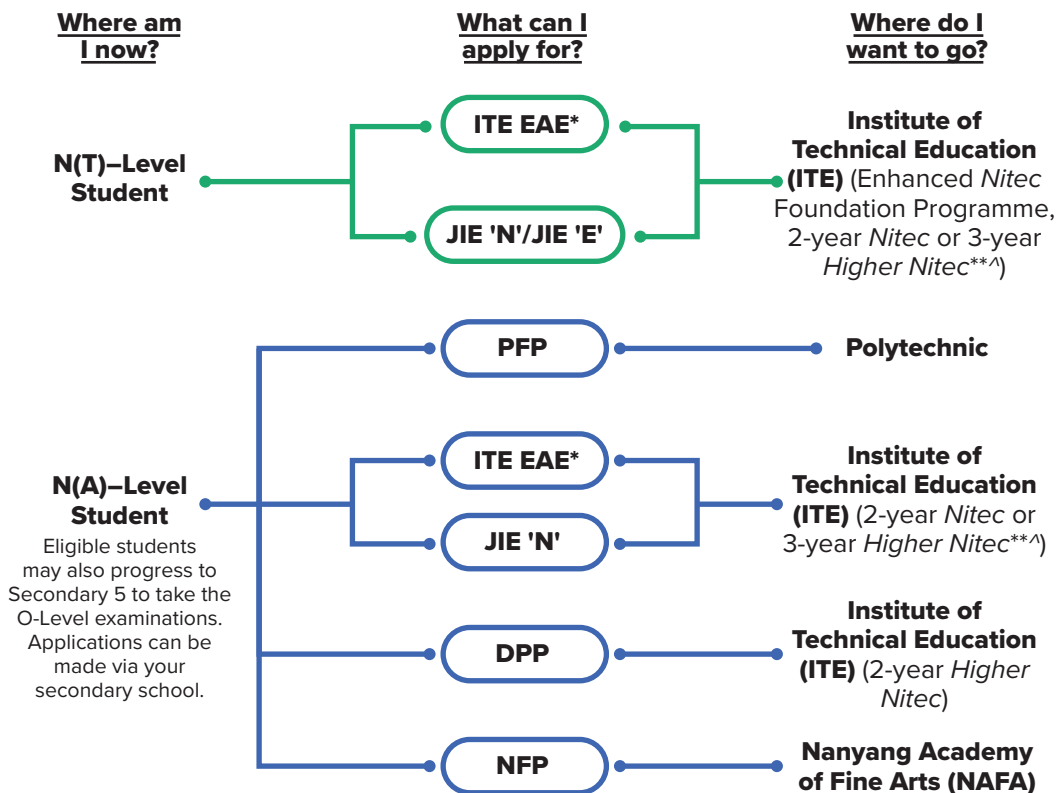 Where am
I now?
What can I
apply for?
Where do I
want to go?
N(T)–Level
Student
ITE EAE*
JIE 'N'/JIE 'E'
Institute of
Technical Education
(ITE) (Enhanced Nitec
Foundation Programme,
2-year Nitec or 3-year
Higher Nitec**^)
N(A)–Level
Student
Eligible students
may also progress to
Secondary 5 to take the
O-Level examinations.
Applications can be
made via your
secondary school.
PFP
Polytechnic
ITE EAE*
JIE 'N'
Institute of
Technical Education
(ITE) (2-year Nitec or
3-year Higher Nitec**^)
DPP
Institute of
Technical Education
(ITE) (2-year Higher
Nitec)
NFP
Nanyang Academy
of Fine Arts (NAFA)